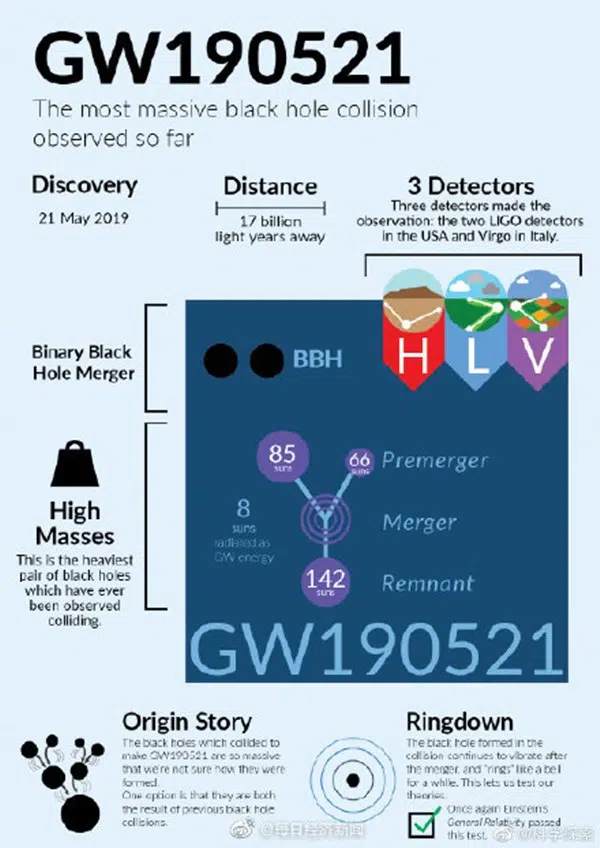 GW190521
The most massive black hole collision
observed so far
Discovery
21 May 2019
Distance
17 billion
light years away
3 Detectors
Three detectors made the
observation: the two LIGO detectors
in the USA and Virgo in Italy.
Binary Black
Hole Merger
BBH
H L V
High
Masses
This is the heaviest
pair of black holes
which have ever
been observed
colliding.
85
suns
66
suns
Premerger
8
suns
radiated as
GW energy
Merger
142
suns
Remnant
GW190521
Origin Story
The black holes which collided to
make GW190521 are so massive
that we're not sure how they were
formed.
One option is that they are both
the result of previous black hole
collisions.
Ringdown
The black hole formed in the
collision continues to vibrate after
the merger, and "rings" like a bell
for a while. This lets us test our
theories.
Once again Einstein's
General Relativity passed
this test.
@每日经济新闻
@科学探案